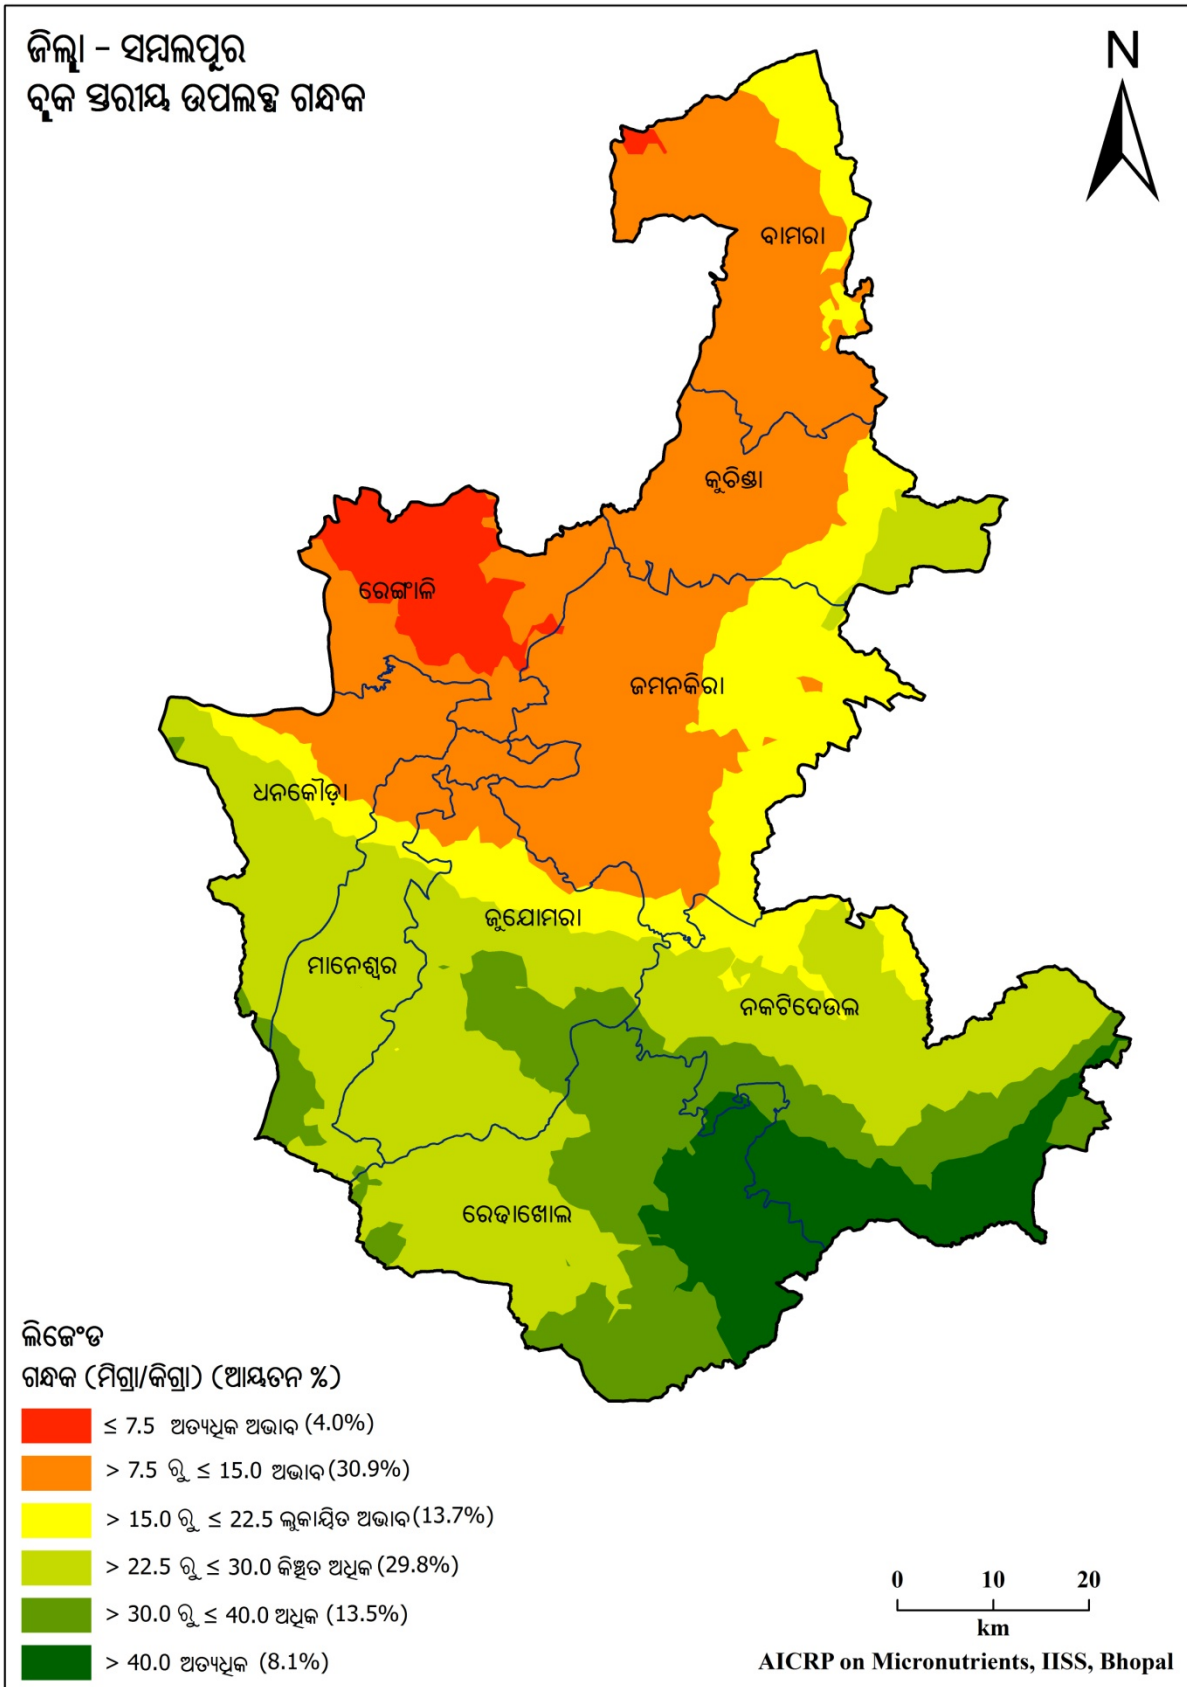 ଜିଲ୍ଲା - ସମ୍ବଲପୁର
ବ୍ଲକ ସ୍ତରୀୟ ଉପଲବ୍ଧ ଗନ୍ଧକ
N
ବାମରା
କୁଚିଣ୍ଡା
ରେଙ୍ଗାଳି
ଜମନକିରା
ଧନକୌଡ଼ା
ଜୁଯୋମରା
ମାନେଶ୍ୱର
ନକଟିଦେଉଲ
ରେଢାଖୋଲ
ଲିଜେଂଡ
ଗନ୍ଧକ (ମିଗ୍ରା/କିଗ୍ରା) (ଆୟତନ %)
≤ 7.5 ଅତ୍ୟଧିକ ଅଭାବ (4.0%)
> 7.5 ରୁ ≤ 15.0 ଅଭାବ (30.9%)
> 15.0 ରୁ ≤ 22.5 ଲୁକାୟିତ ଅଭାବ (13.7%)
> 22.5 ରୁ ≤ 30.0 କିଞ୍ଚିତ ଅଧିକ (29.8%)
> 30.0 ରୁ ≤ 40.0 ଅଧିକ (13.5%)
> 40.0 ଅତ୍ୟଧିକ (8.1%)
0 10 20
km
AICRP on Micronutrients, IISS, Bhopal